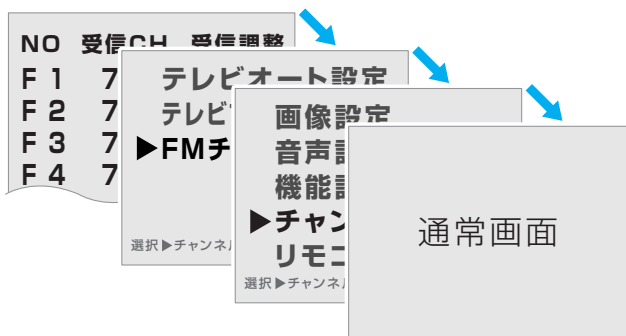 NO 受信CH 受信調整
F 1 7
F 2 7
F 3 7
F 4 7
テレビオート設定
テレビ
▶FMチ
選択▶チャンネル
画像設定
音声設
機能設
▶チャン
リモコ
選択▶チャンネル
通常画面